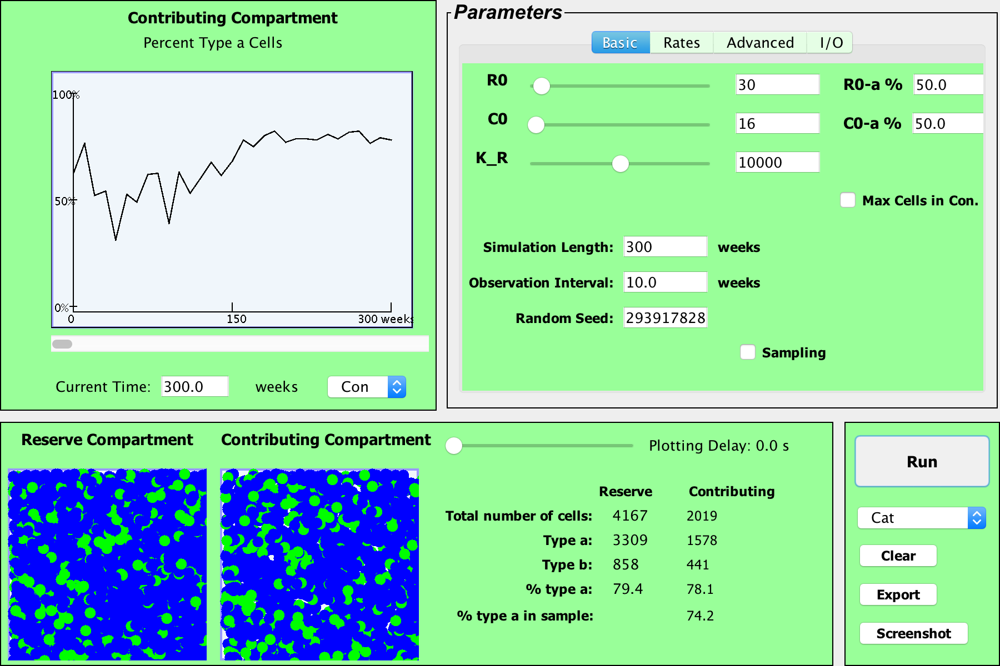 Contributing Compartment
Percent Type a Cells
100%
50%
0%
0 150 300 weeks
Current Time: 300.0 weeks Con
Parameters
Basic Rates Advanced I/O
R0 30 R0-a % 50.0
C0 16 C0-a % 50.0
K_R 10000
Max Cells in Con.
Simulation Length: 300 weeks
Observation Interval: 10.0 weeks
Random Seed: 293917828
Sampling
Reserve Compartment Contributing Compartment
Plotting Delay: 0.0 s
Reserve Contributing
Total number of cells: 4167 2019
Type a: 3309 1578
Type b: 858 441
% type a: 79.4 78.1
% type a in sample: 74.2
Run
Cat
Clear
Export
Screenshot